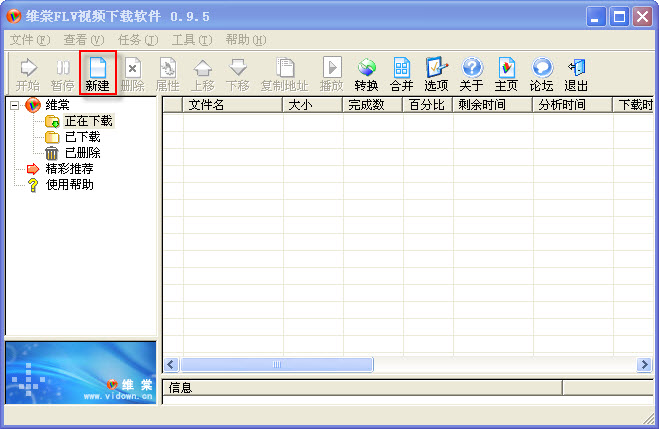 维棠FLV视频下载软件 0.9.5
文件(F) 查看(V) 任务(J) 工具(I) 帮助(H)
开始 暂停 新建 删除 属性 上移 下移 复制地址 播放 转换 合并 选项 关于 主页 论坛 退出
维棠
正在下载
已下载
已删除
精彩推荐
使用帮助
文件名 大小 完成数 百分比 剩余时间 分析时间 下载时
维棠
www.vidown.cn
信息